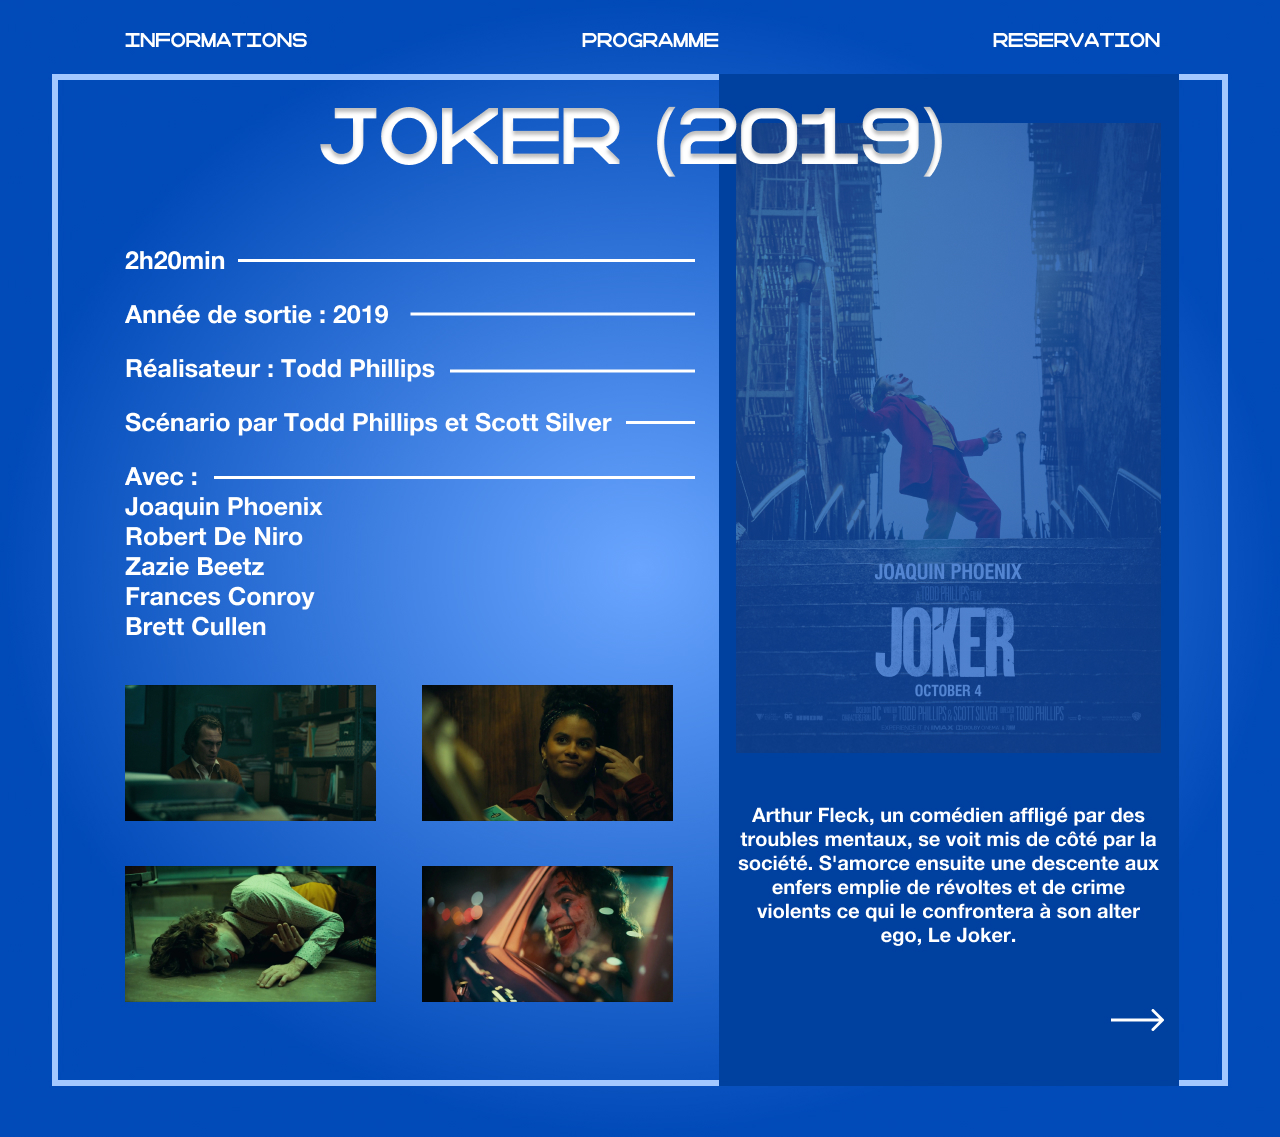 INFORMATIONS
PROGRAMME
RESERVATION
JOKER (2019)
2h20min
Année de sortie : 2019
Réalisateur : Todd Phillips
Scénario par Todd Phillips et Scott Silver
Avec :
Joaquin Phoenix
Robert De Niro
Zazie Beetz
Frances Conroy
Brett Cullen
JOAQUIN PHOENIX
TODD PHILLIPS
JOKER
OCTOBER 4
DC
TODD PHILLIPS & SCOTT SILVER
TODD PHILLIPS
Arthur Fleck, un comédien affligé par des
troubles mentaux, se voit mis de côté par la
société. S'amorce ensuite une descente aux
enfers emplie de révoltes et de crime
violents ce qui le confrontera à son alter
ego, Le Joker.